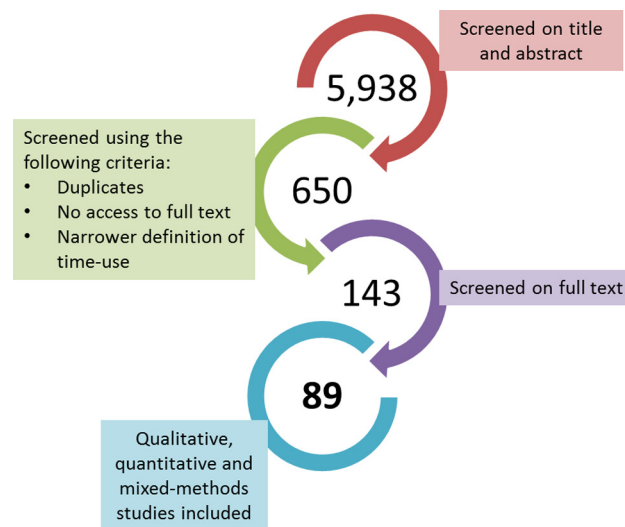 Screened on title
and abstract
5,938
Screened using the
following criteria:
• Duplicates
• No access to full text
• Narrower definition of
time-use
650
143
Screened on full text
89
Qualitative,
quantitative and
mixed-methods
studies included